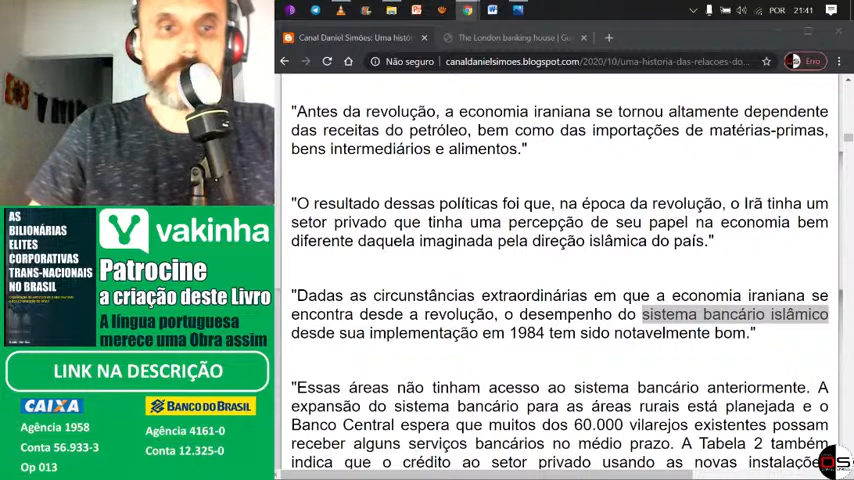 POR
21:41
Canal Daniel Simões: Uma histó
The London banking house | Gu
Não seguro
canaldanielsimoes.blogspot.com/2020/10/uma-historia-das-relacoes-do...
Erro
"Antes da revolução, a economia iraniana se tornou altamente dependente
das receitas do petróleo, bem como das importações de matérias-primas,
bens intermediários e alimentos."
"O resultado dessas políticas foi que, na época da revolução, o Irã tinha um
setor privado que tinha uma percepção de seu papel na economia bem
diferente daquela imaginada pela direção islâmica do país."
"Dadas as circunstâncias extraordinárias em que a economia iraniana se
encontra desde a revolução, o desempenho do sistema bancário islâmico
desde sua implementação em 1984 tem sido notavelmente bom."
"Essas áreas não tinham acesso ao sistema bancário anteriormente. A
expansão do sistema bancário para as áreas rurais está planejada e o
Banco Central espera que muitos dos 60.000 vilarejos existentes possam
receber alguns serviços bancários no médio prazo. A Tabela 2 também
indica que o crédito ao setor privado usando as novas instalaçõe
AS
BILIONÁRIAS
ELITES
CORPORATIVAS
TRANS-NACIONAIS
NO BRASIL
vakinha
Patrocine
a criação deste Livro
A língua portuguesa
merece uma Obra assim
LINK NA DESCRIÇÃO
CAIXA
Agência 1958
Conta 56.933-3
Op 013
BANCO DO BRASIL
Agência 4161-0
Conta 12.325-0